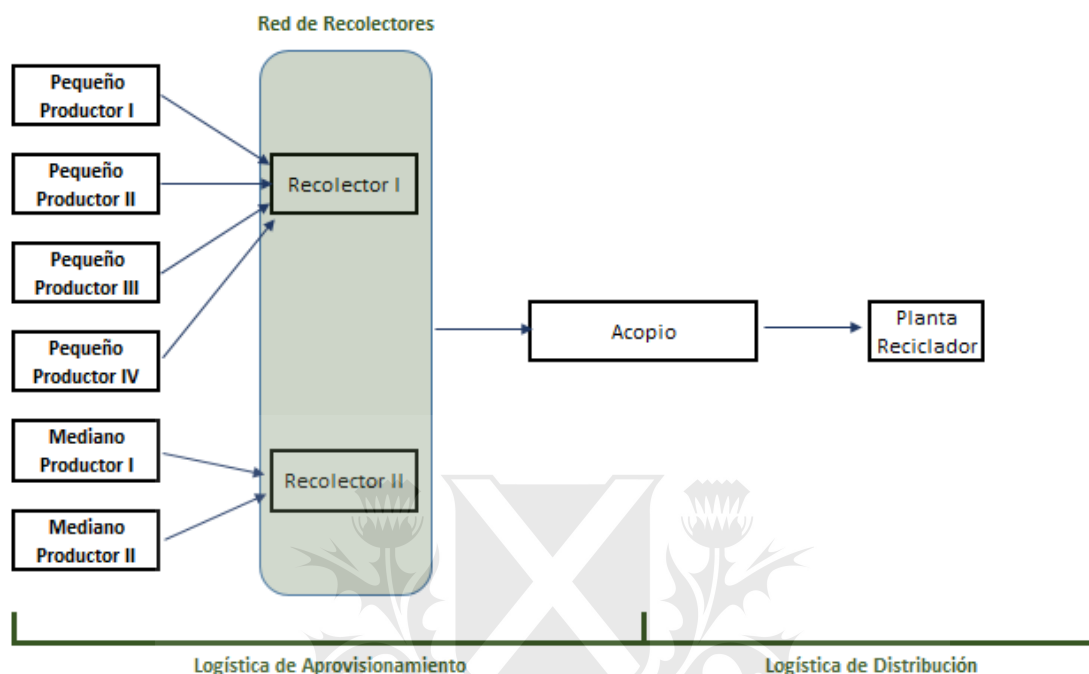 Red de Recolectores
Pequeño
Productor I
Pequeño
Productor II
Pequeño
Productor III
Pequeño
Productor IV
Mediano
Productor I
Mediano
Productor II
Recolector I
Recolector II
Acopio
Planta
Reciclador
Logística de Aprovisionamiento
Logística de Distribución